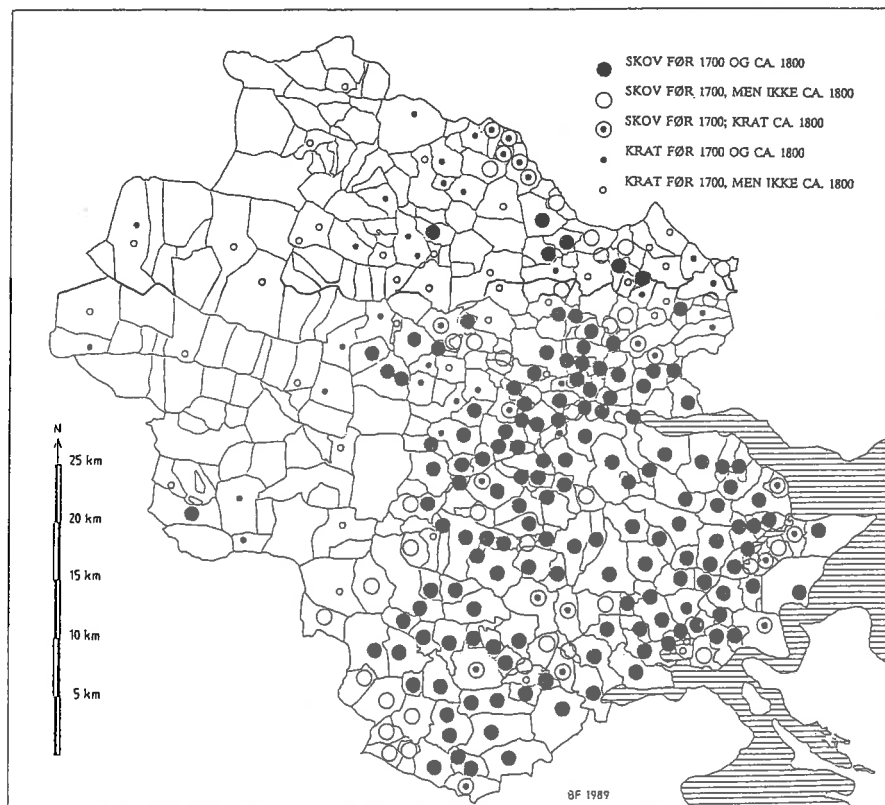 SKOV FØR 1700 OG CA. 1800
SKOV FØR 1700, MEN IKKE CA. 1800
SKOV FØR 1700; KRAT CA. 1800
KRAT FØR 1700 OG CA. 1800
KRAT FØR 1700, MEN IKKE CA. 1800
N
25 km
20 km
15 km
10 km
5 km
BF 1989